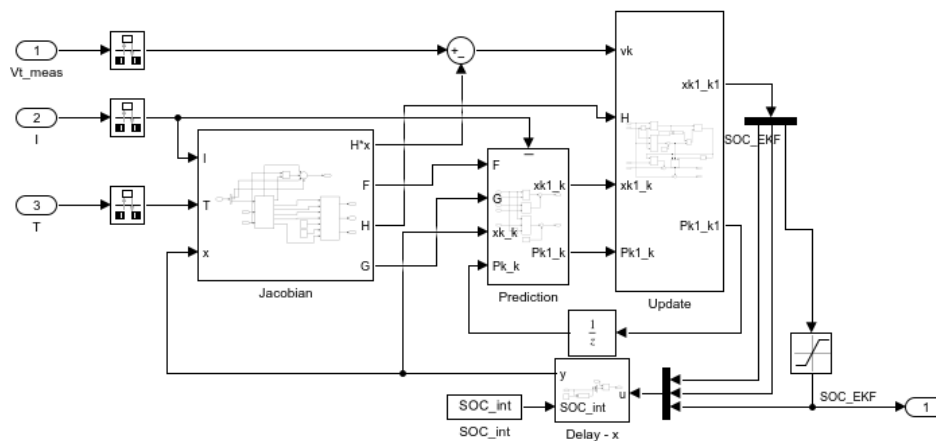 1
Vt_meas
2
I
3
T
I
T
x
H*x
F
H
G
Jacobian
+
−
I
F
G
xk_k
Pk_k
xk1_k
Pk1_k
Prediction
vk
H
xk1_k
Pk1_k
xk1_k1
Pk1_k1
Update
SOC_EKF
1
z
y
SOC_int
u
Delay - x
SOC_int
SOC_int
SOC_EKF
1